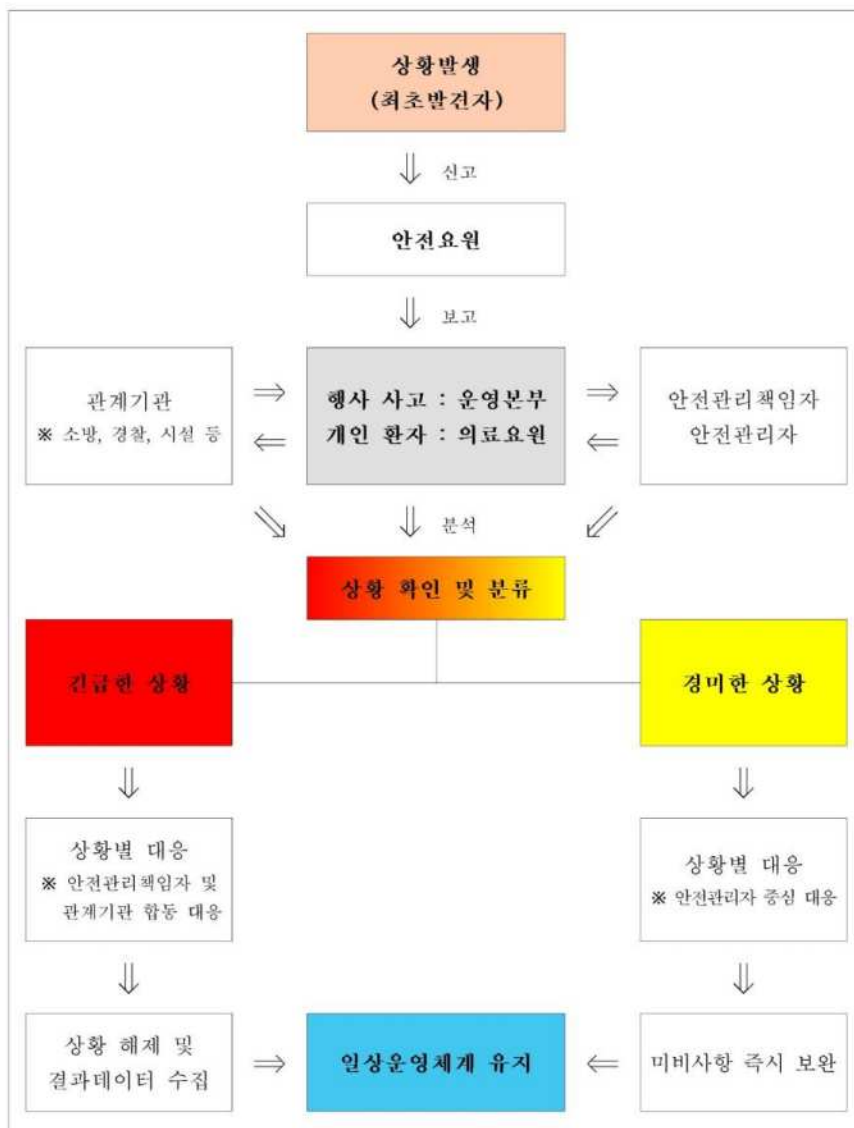 상황발생
(최초발견자)
⇓ 신고
안전요원
⇓ 보고
관계기관
※ 소방, 경찰, 시설 등
⇒
⇐
행사 사고 : 운영본부
개인 환자 : 의료요원
⇒
⇐
안전관리책임자
안전관리자
⇓ 분석
상황 확인 및 분류
긴급한 상황
경미한 상황
⇓
⇓
상황별 대응
※ 안전관리책임자 및
관계기관 합동 대응
상황별 대응
※ 안전관리자 중심 대응
⇓
⇓
상황 해제 및
결과데이터 수집
⇒
일상운영체계 유지
⇐
미비사항 즉시 보완